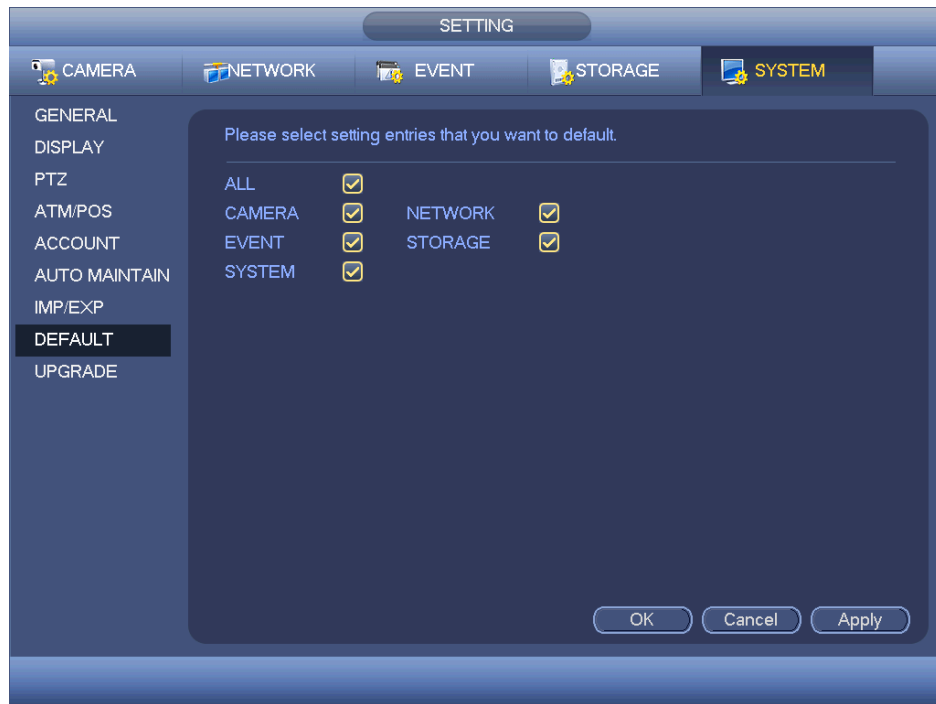 SETTING
CAMERA NETWORK EVENT STORAGE SYSTEM
GENERAL
DISPLAY
PTZ
ATM/POS
ACCOUNT
AUTO MAINTAIN
IMP/EXP
DEFAULT
UPGRADE
Please select setting entries that you want to default.
ALL
CAMERA NETWORK
EVENT STORAGE
SYSTEM
OK Cancel Apply